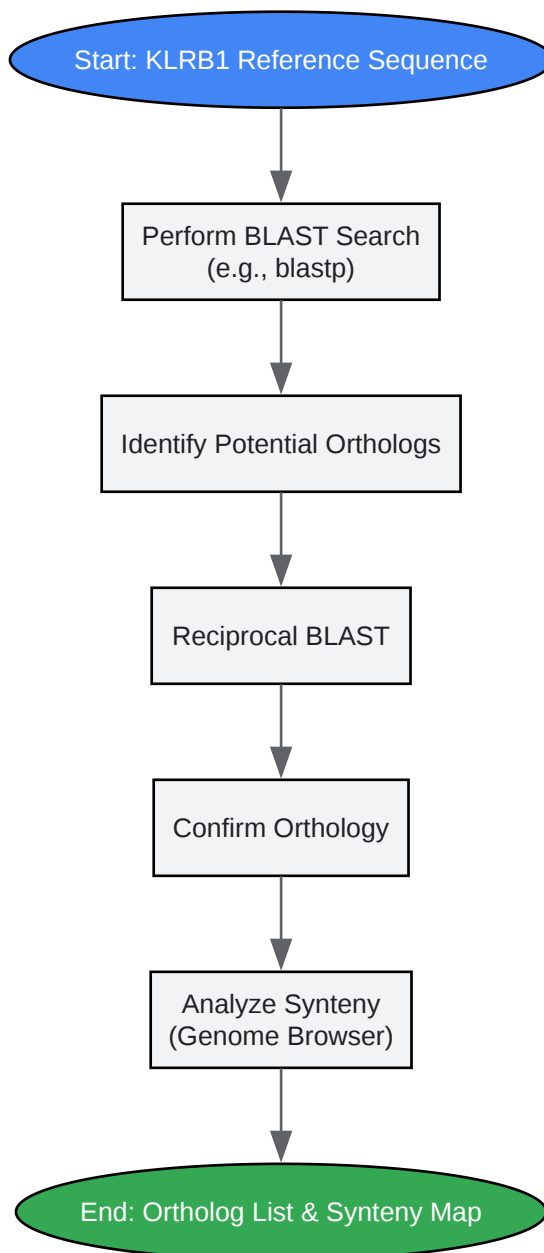 Start: KLRB1 Reference Sequence
Perform BLAST Search
(e.g., blastp)
Identify Potential Orthologs
Reciprocal BLAST
Confirm Orthology
Analyze Synteny
(Genome Browser)
End: Ortholog List & Synteny Map